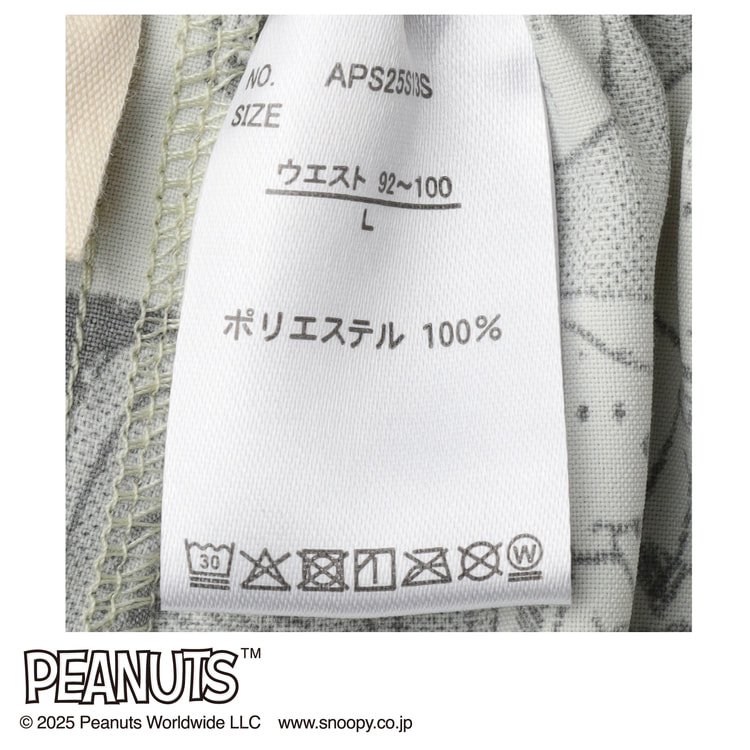 NO. APS25S13S
SIZE
ウエスト 92~100
L
ポリエステル 100%
30
W
PEANUTS™
© 2025 Peanuts Worldwide LLC www.snoopy.co.jp